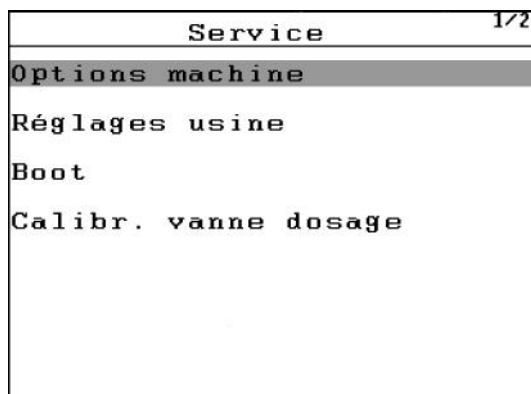 Service 1/2
Options machine
Réglages usine
Boot
Calibr. vanne dosage